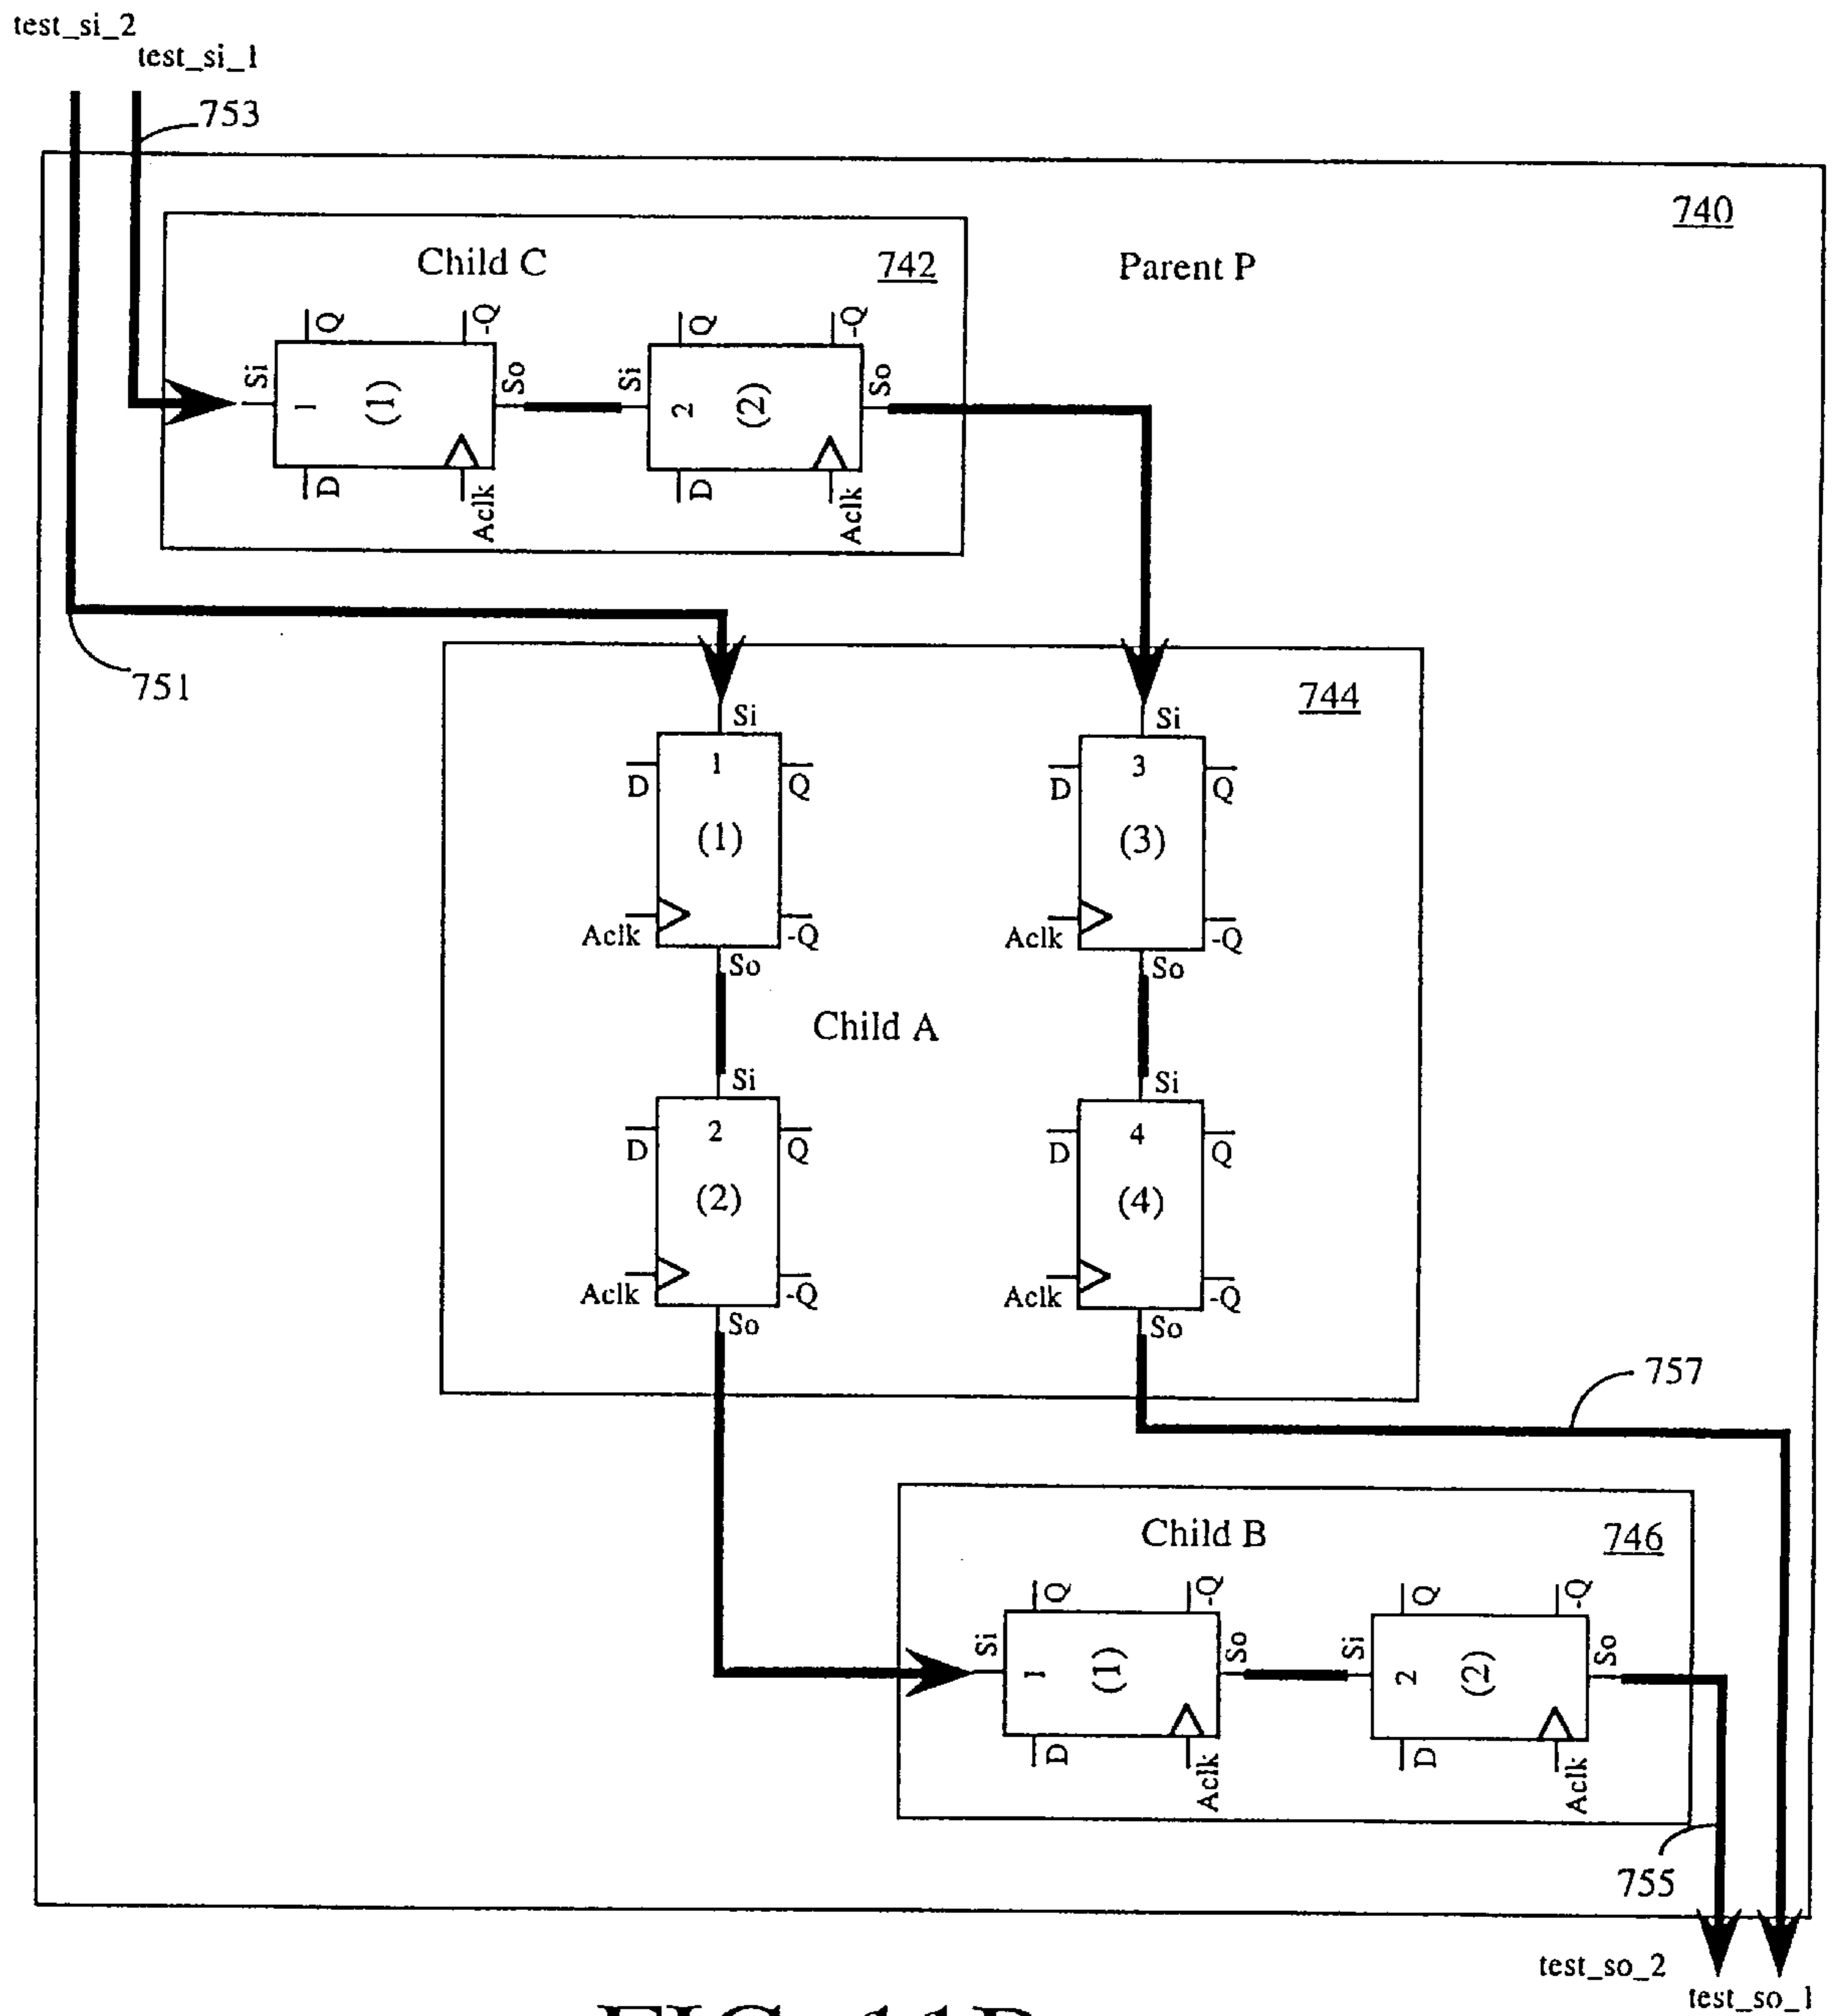 test_si_2
test_si_1
753
740
Child C
742
Parent P
Q
-Q
Q
-Q
Si
1
(1)
So
Si
2
(2)
So
D
Aclk
D
Aclk
751
744
Si
Si
D
1
Q
D
3
Q
(1)
(3)
Aclk
-Q
Aclk
-Q
So
So
Child A
Si
Si
D
2
Q
D
4
Q
(2)
(4)
Aclk
-Q
Aclk
-Q
So
So
757
Child B
746
Q
-Q
Q
-Q
Si
1
(1)
So
Si
2
(2)
So
D
Aclk
D
Aclk
755
test_so_2
test_so_1